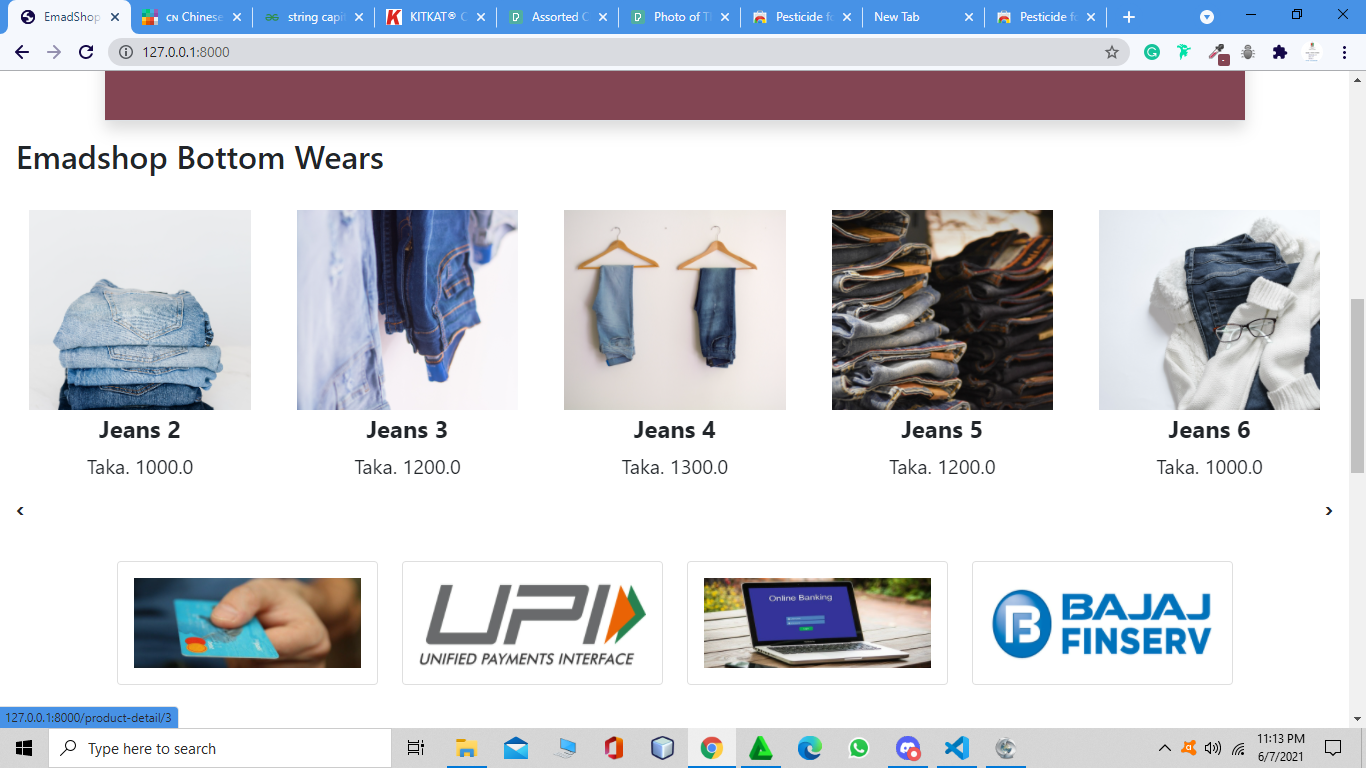 EmadShop
CN Chinese
string capi
KITKAT® C
Assorted C
Photo of T
Pesticide fo
New Tab
Pesticide fo
127.0.0.1:8000
Emadshop Bottom Wears
Jeans 2
Jeans 3
Jeans 4
Jeans 5
Jeans 6
Taka. 1000.0
Taka. 1200.0
Taka. 1300.0
Taka. 1200.0
Taka. 1000.0
UPI
UNIFIED PAYMENTS INTERFACE
Online Banking
BAJAJ
FINSERV
127.0.0.1:8000/product-detail/3
Type here to search
11:13 PM
6/7/2021